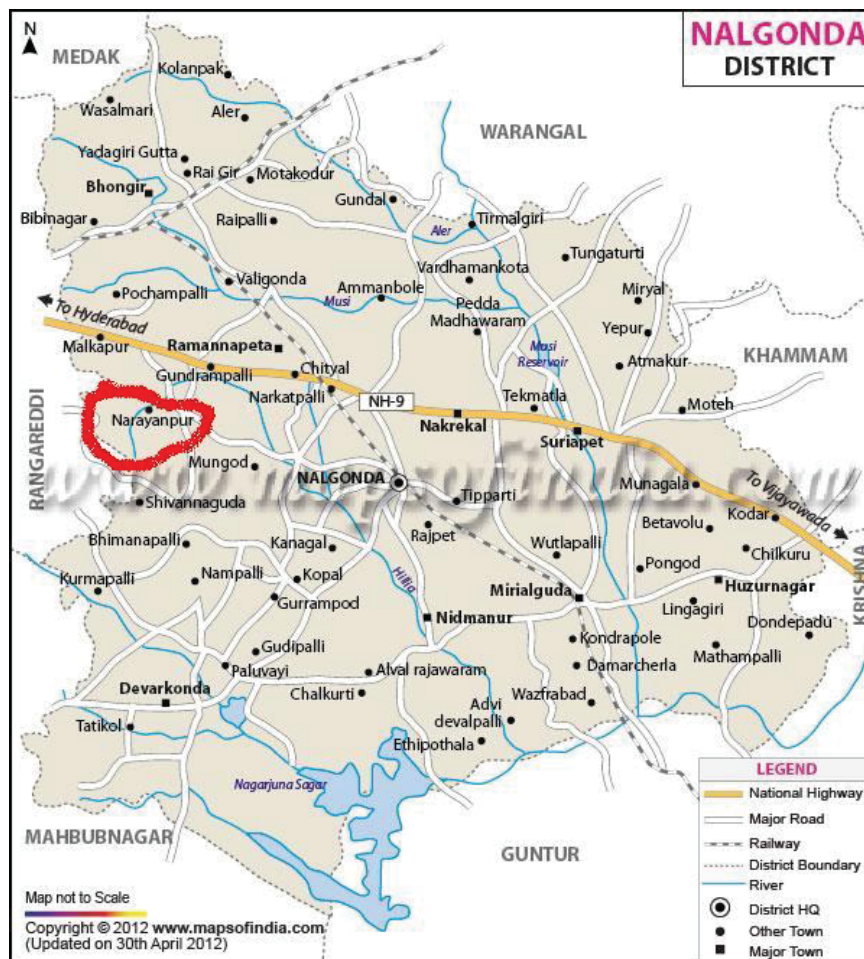 N
NALGONDA
DISTRICT
MEDAK
Kolanpak
Wasalmari
Aler
WARANGAL
Yadagiri Gutta
Rai Gir
Motakodur
Bhongir
Gundal
Bibinagar
Raipalli
Tirmalgiri
Aler
Tungaturti
Valigonda
Vardhamankota
Pochampalli
Ammanbole
Miryal
Musi
Pedda
Madhawaram
To Hyderabad
Yepur
Malkapur
Ramannapeta
Musi
Reservoir
KHAMMAM
Atmakur
Gundrampalli
Chityal
Narkatpalli
NH-9
Tekmatla
Moteh
Narayanpur
Nakrekal
Suriapet
RANGAREDDI
Mungod
NALGONDA
www.mapsofindia.com
Munagala
To Vijayawada
Shivannaguda
Tipparti
Kodar
Rajpet
Betavolu
Bhimanapalli
Kanagal
Wutlapalli
Chilkuru
Kurmapalli
Nampalli
Kopal
Hillia
Pongod
KRISHNA
Gurrampod
Mirialguda
Huzurnagar
Nidmanur
Lingagiri
Dondepadu
Kondrapole
Gudipalli
Mathampalli
Paluvayi
Alval rajawaram
Damarcherla
Devarkonda
Chalkurti
Wazfrabad
Advi
devalpalli
Tatikol
Ethipothala
Nagarjuna Sagar
MAHBUBNAGAR
GUNTUR
LEGEND
National Highway
Major Road
Railway
District Boundary
River
District HQ
Other Town
Major Town
Map not to Scale
Copyright © 2012 www.mapsofindia.com
(Updated on 30th April 2012)